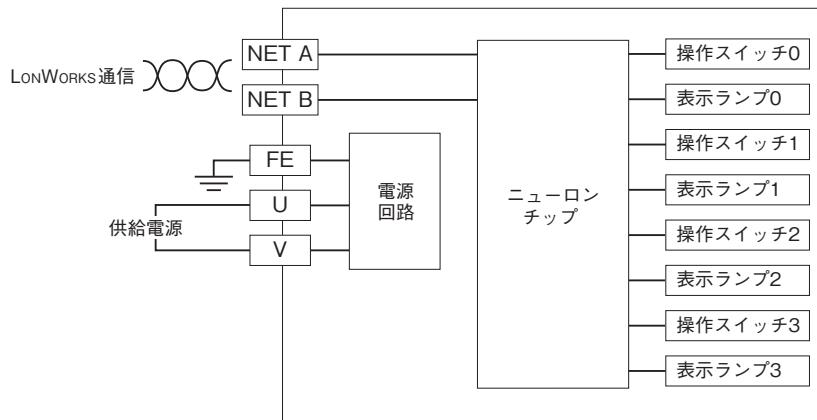 LONWORKS通信
NET A
NET B
FE
U
V
供給電源
電源
回路
ニューロン
チップ
操作スイッチ0
表示ランプ0
操作スイッチ1
表示ランプ1
操作スイッチ2
表示ランプ2
操作スイッチ3
表示ランプ3